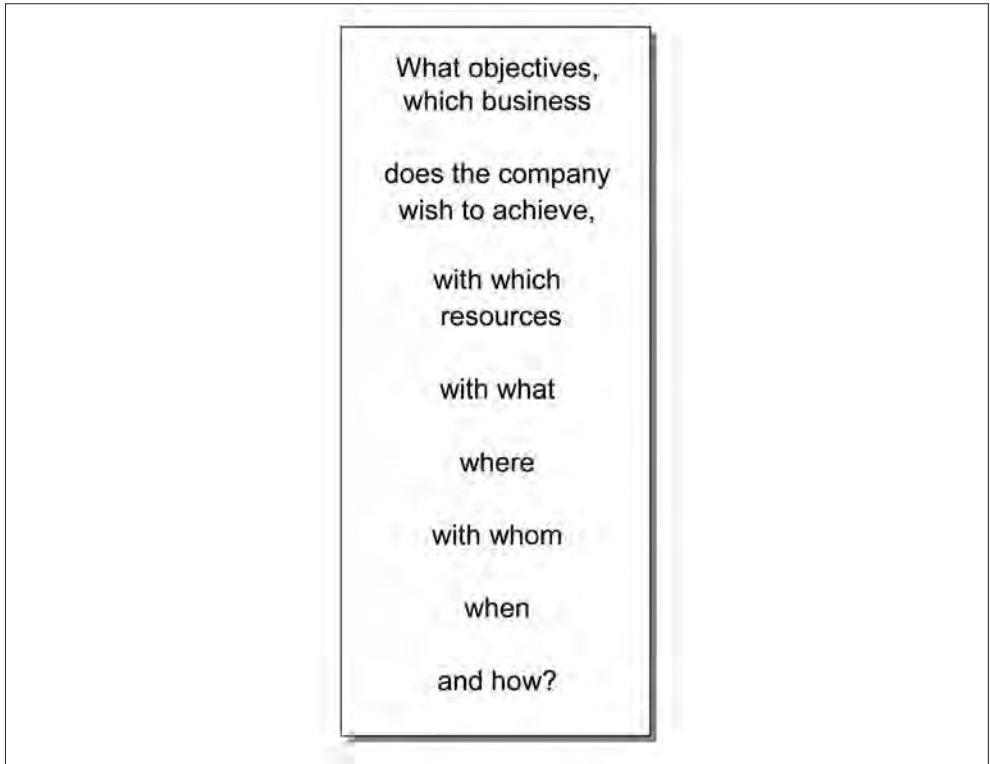 What objectives,
which business
does the company
wish to achieve,
with which
resources
with what
where
with whom
when
and how?